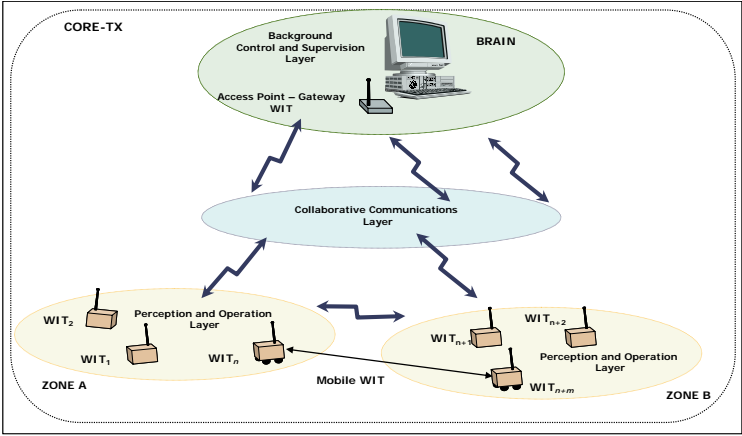 CORE-TX
Background
Control and Supervision
Layer
BRAIN
Access Point – Gateway
WIT
Collaborative Communications
Layer
Perception and Operation
Layer
WIT₂
WIT₁
WITn
ZONE A
Mobile WIT
WITn+1
WITn+2
Perception and Operation
Layer
WITn+m
ZONE B